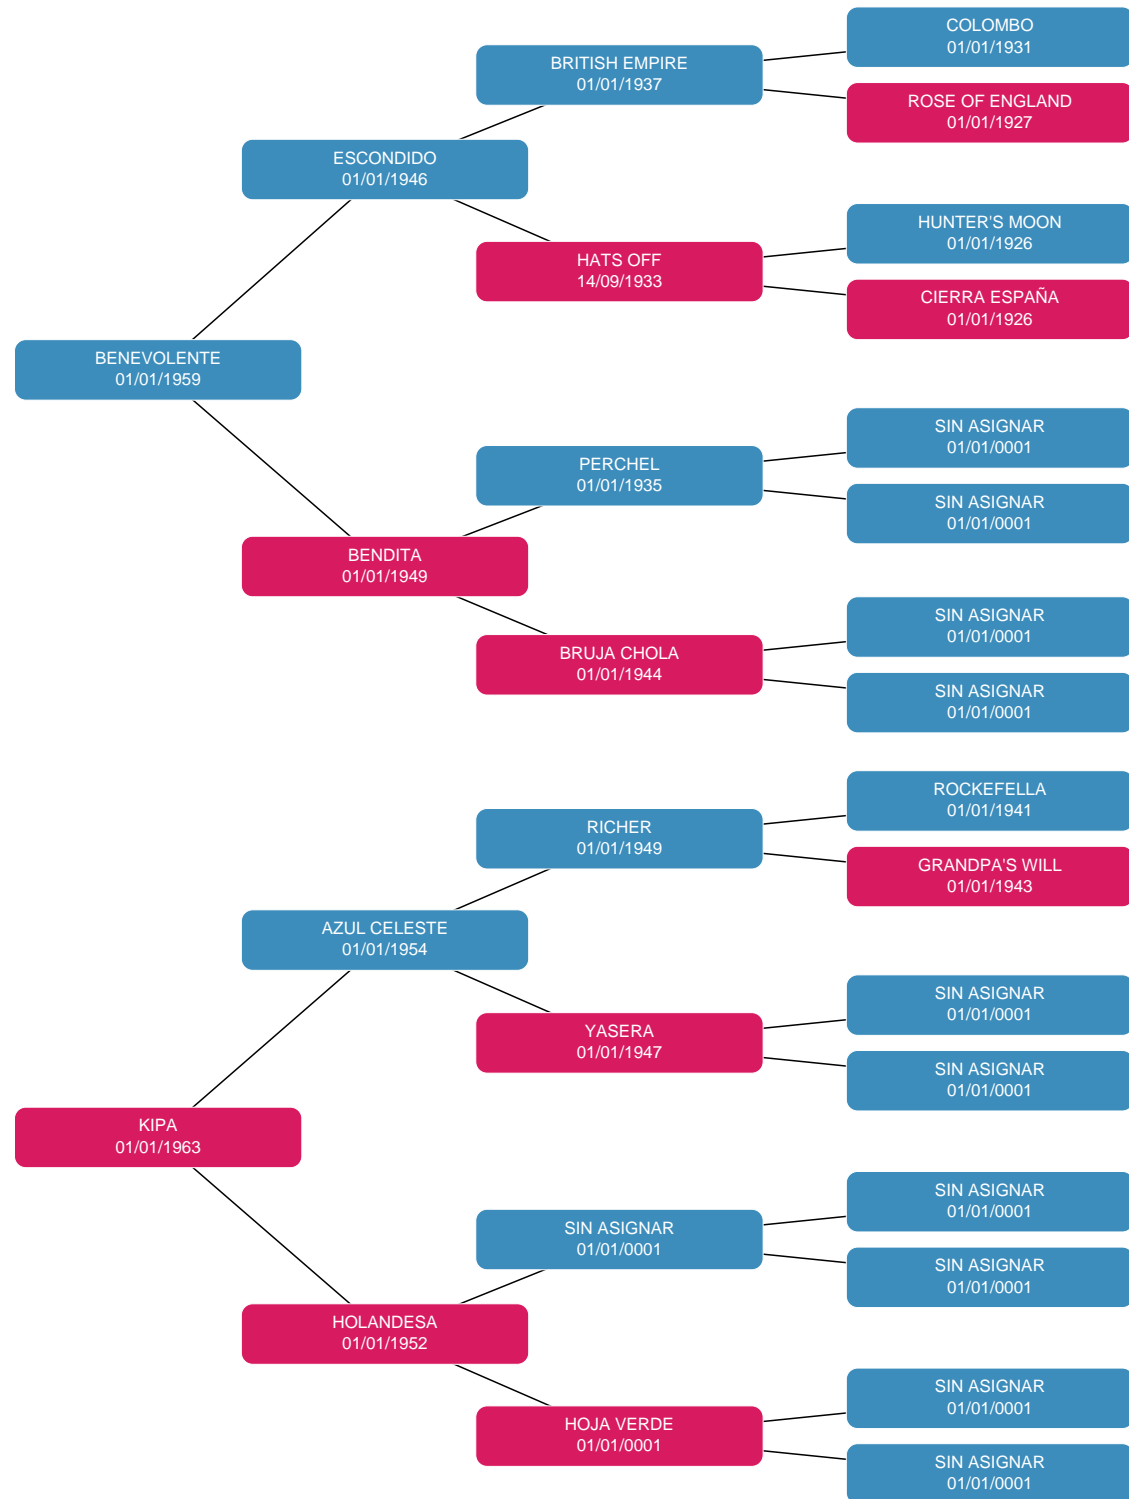 COLOMBO
01/01/1931
BRITISH EMPIRE
01/01/1937
ROSE OF ENGLAND
01/01/1927
ESCONDIDO
01/01/1946
HUNTER'S MOON
01/01/1926
HATS OFF
14/09/1933
CIERRA ESPAÑA
01/01/1926
BENEVOLENTE
01/01/1959
SIN ASIGNAR
01/01/0001
PERCHEL
01/01/1935
SIN ASIGNAR
01/01/0001
BENDITA
01/01/1949
SIN ASIGNAR
01/01/0001
BRUJA CHOLA
01/01/1944
SIN ASIGNAR
01/01/0001
ROCKEFELLA
01/01/1941
RICHER
01/01/1949
GRANDPA'S WILL
01/01/1943
AZUL CELESTE
01/01/1954
SIN ASIGNAR
01/01/0001
YASERA
01/01/1947
SIN ASIGNAR
01/01/0001
KIPA
01/01/1963
SIN ASIGNAR
01/01/0001
SIN ASIGNAR
01/01/0001
SIN ASIGNAR
01/01/0001
HOLANDESA
01/01/1952
SIN ASIGNAR
01/01/0001
HOJA VERDE
01/01/0001
SIN ASIGNAR
01/01/0001